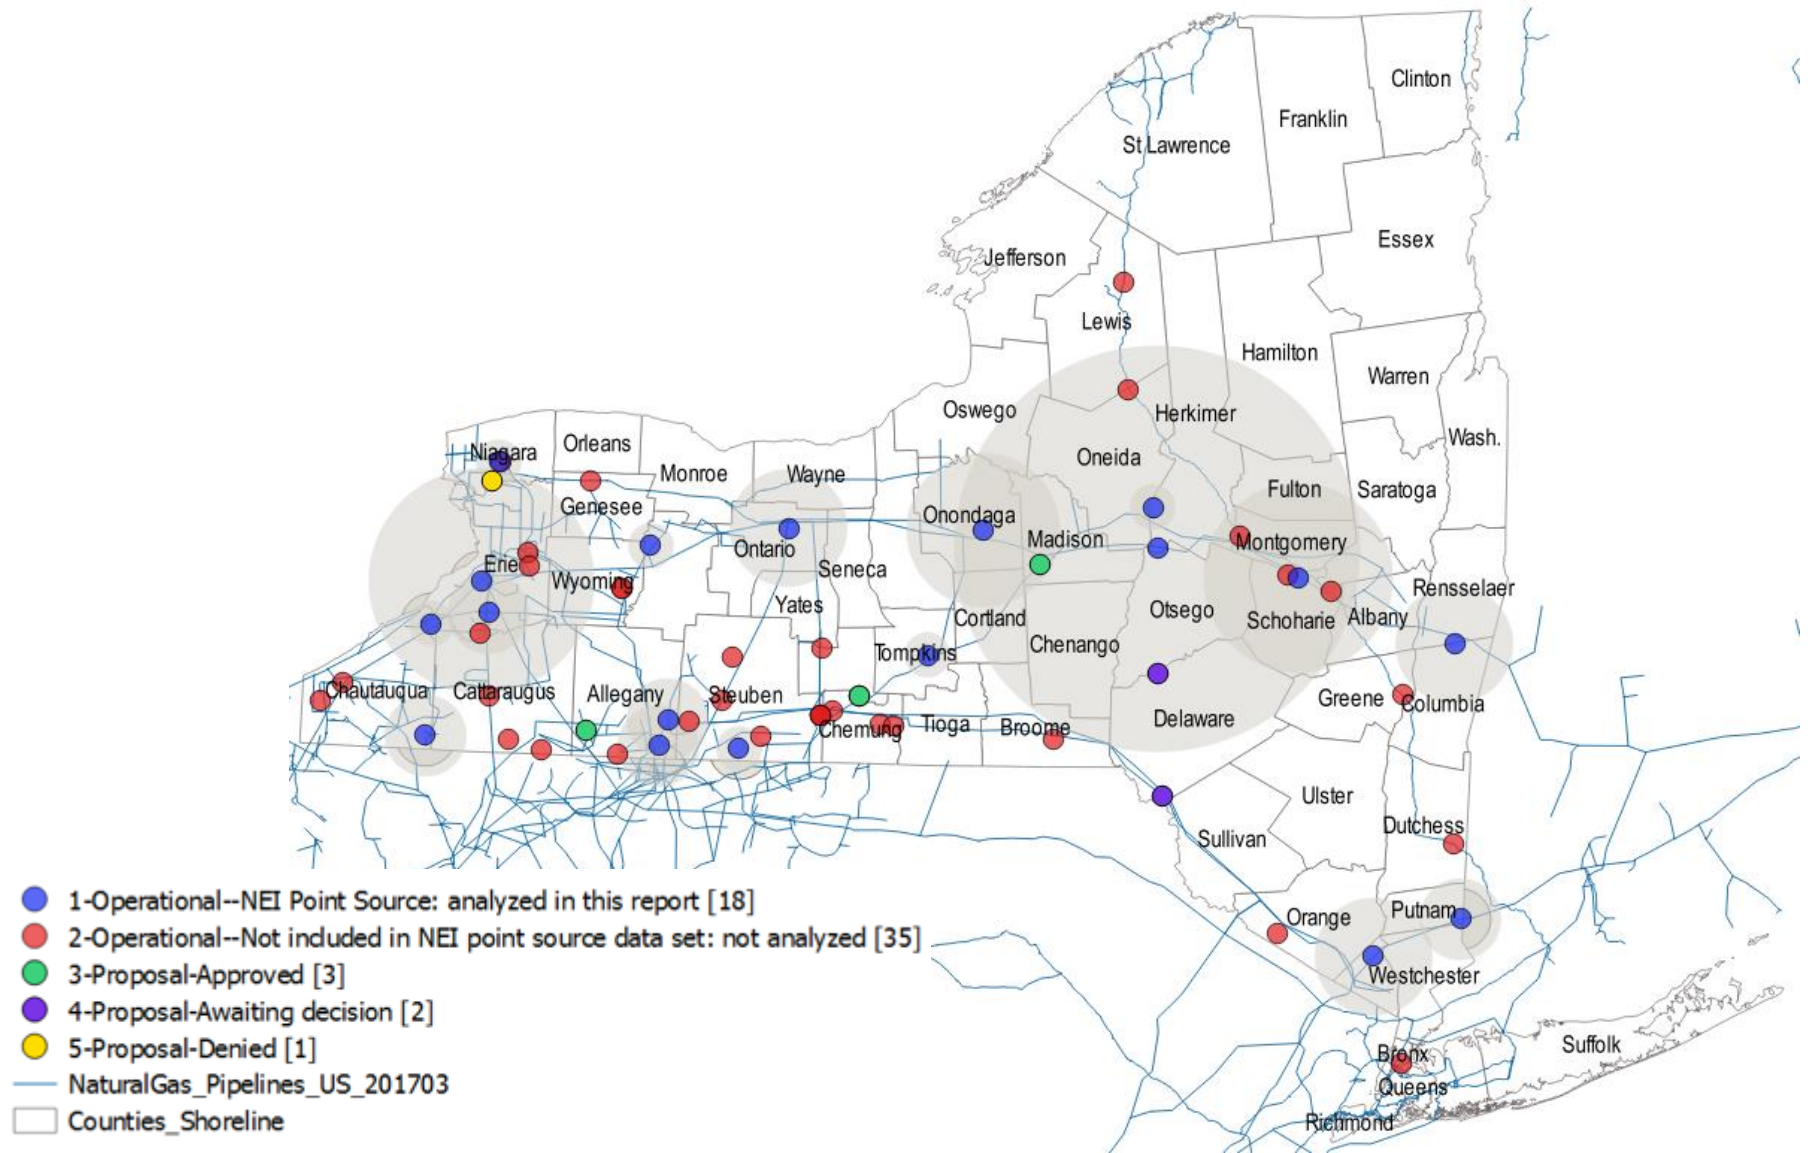 Clinton
Franklin
St Lawrence
Essex
Jefferson
Lewis
Hamilton
Warren
Oswego
Herkimer
Wash.
Niagara
Orleans
Monroe
Wayne
Oneida
Fulton
Saratoga
Genesee
Onondaga
Madison
Montgomery
Erie
Wyoming
Ontario
Seneca
Rensselaer
Yates
Cortland
Otsego
Schoharie
Albany
Tompkins
Chenango
Chautauqua
Cattaraugus
Allegany
Steuben
Greene
Columbia
Chemung
Tioga
Broome
Delaware
Ulster
Sullivan
Dutchess
1-Operational--NEI Point Source: analyzed in this report [18]
Orange
Putnam
2-Operational--Not included in NEI point source data set: not analyzed [35]
3-Proposal-Approved [3]
Westchester
4-Proposal-Awaiting decision [2]
5-Proposal-Denied [1]
Bronx
Suffolk
NaturalGas_Pipelines_US_201703
Queens
Counties_Shoreline
Richmond